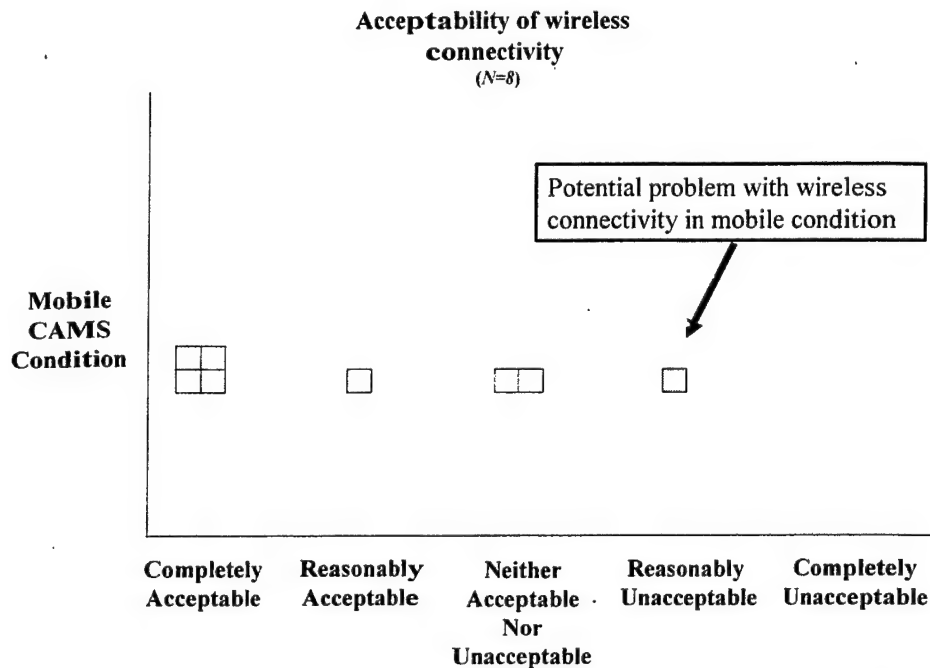 Acceptability of wireless
connectivity
(N=8)
Potential problem with wireless
connectivity in mobile condition
Mobile
CAMS
Condition
Completely
Acceptable
Reasonably
Acceptable
Neither
Acceptable
Nor
Unacceptable
Reasonably
Unacceptable
Completely
Unacceptable